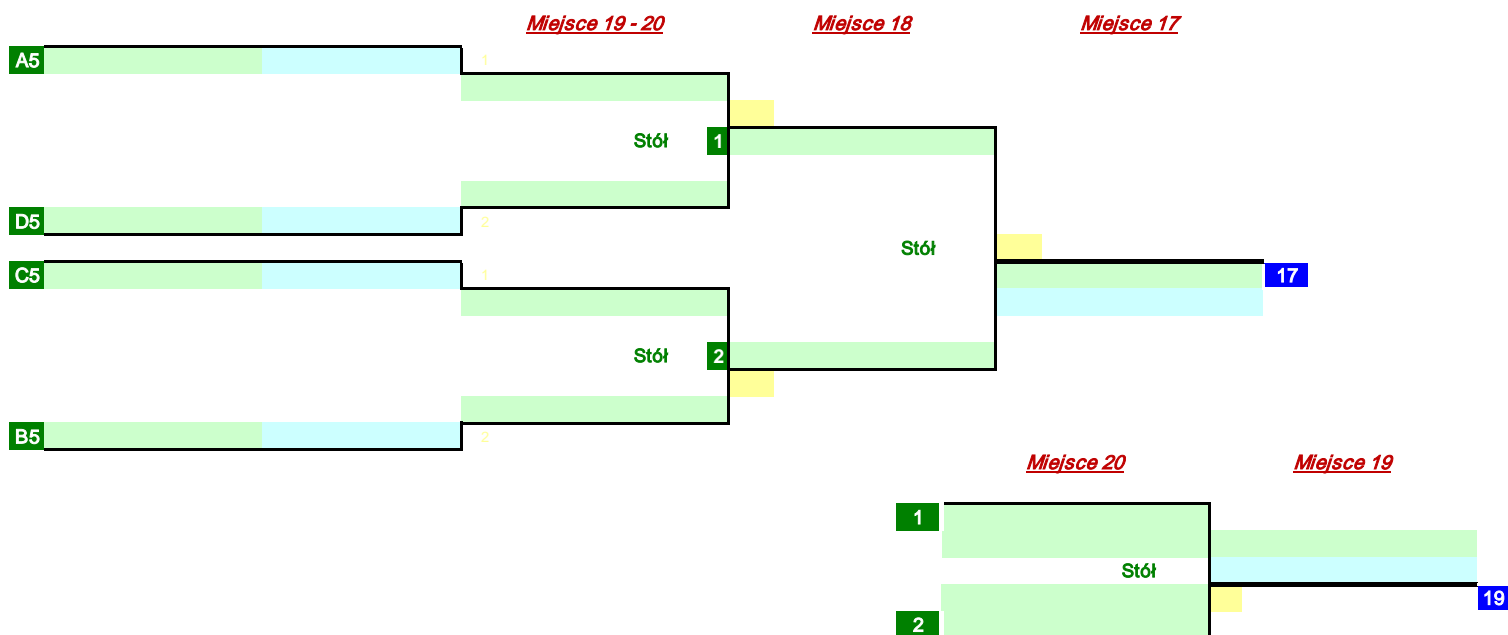 Miejsce 19 - 20 Miejsce 18 Miejsce 17
A5 1
Stół 1
D5 2
Stół
C5 1 17
Stół 2
B5 2
Miejsce 20 Miejsce 19
1
Stół
19
2